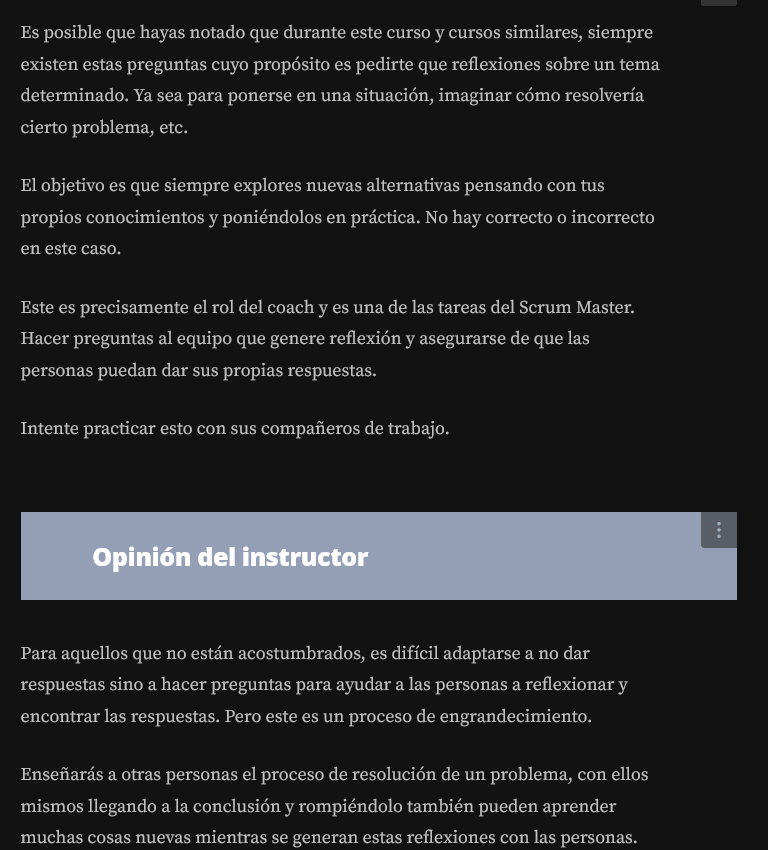 Es posible que hayas notado que durante este curso y cursos similares, siempre
existen estas preguntas cuyo propósito es pedirte que reflexiones sobre un tema
determinado. Ya sea para ponerse en una situación, imaginar cómo resolvería
cierto problema, etc.
El objetivo es que siempre explores nuevas alternativas pensando con tus
propios conocimientos y poniéndolos en práctica. No hay correcto o incorrecto
en este caso.
Este es precisamente el rol del coach y es una de las tareas del Scrum Master.
Hacer preguntas al equipo que genere reflexión y asegurarse de que las
personas puedan dar sus propias respuestas.
Intente practicar esto con sus compañeros de trabajo.
Opinión del instructor
Para aquellos que no están acostumbrados, es difícil adaptarse a no dar
respuestas sino a hacer preguntas para ayudar a las personas a reflexionar y
encontrar las respuestas. Pero este es un proceso de engrandecimiento.
Enseñarás a otras personas el proceso de resolución de un problema, con ellos
mismos llegando a la conclusión y rompiéndolo también pueden aprender
muchas cosas nuevas mientras se generan estas reflexiones con las personas.